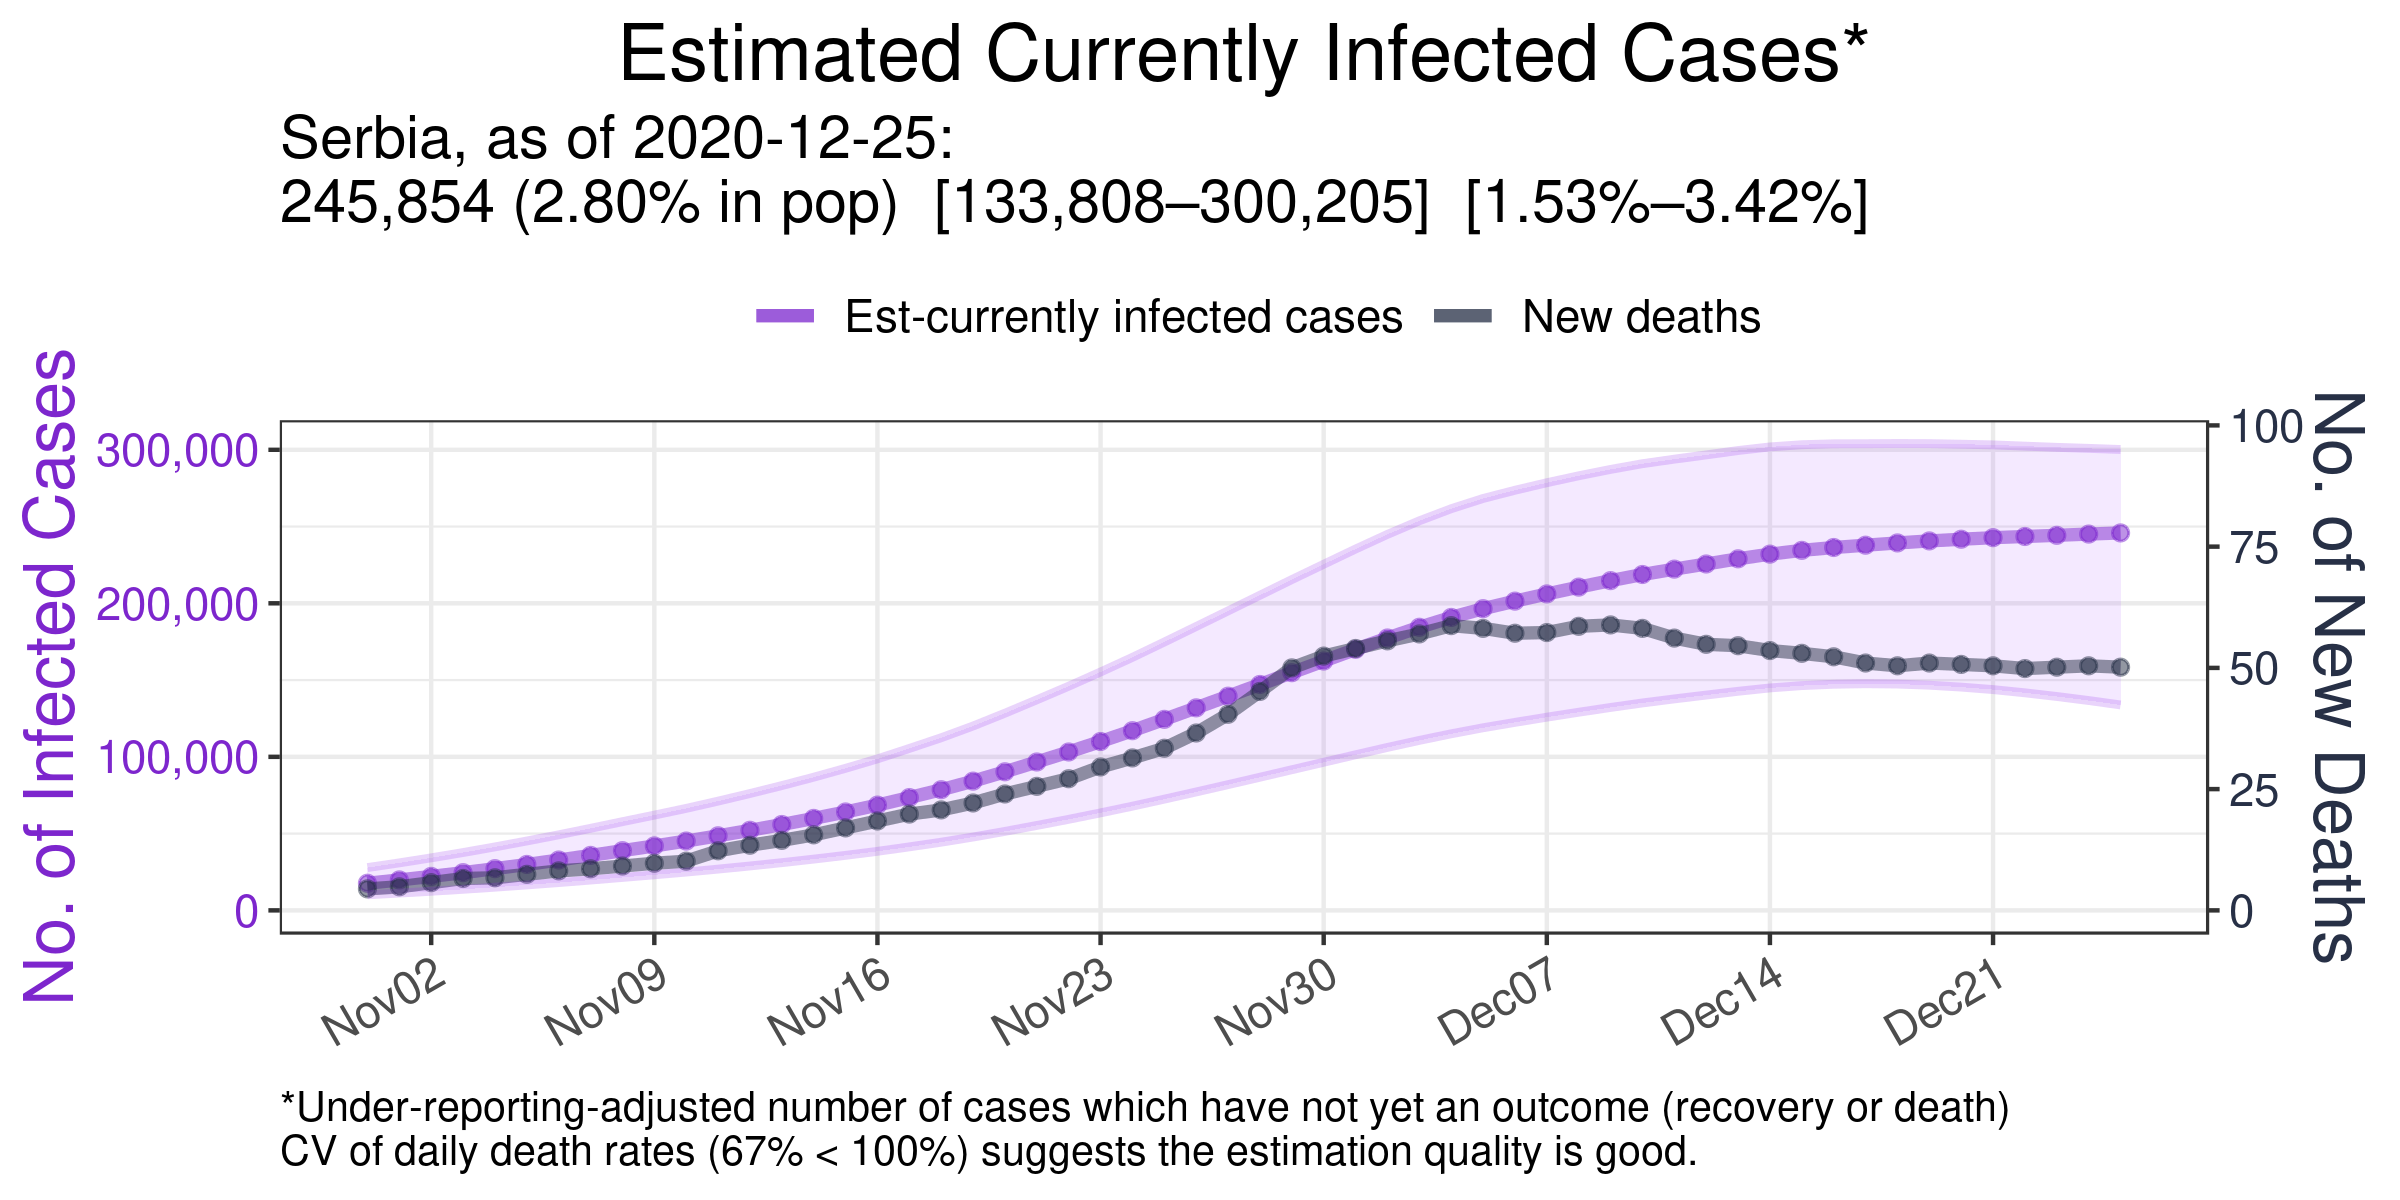 Estimated Currently Infected Cases*
Serbia, as of 2020-12-25:
245,854 (2.80% in pop)  [133,808–300,205]  [1.53%–3.42%]
Est-currently infected cases
New deaths
No. of Infected Cases
300,000
200,000
100,000
0
100
75
50
25
0
No. of New Deaths
Nov02
Nov09
Nov16
Nov23
Nov30
Dec07
Dec14
Dec21
*Under-reporting-adjusted number of cases which have not yet an outcome (recovery or death)
CV of daily death rates (67% < 100%) suggests the estimation quality is good.